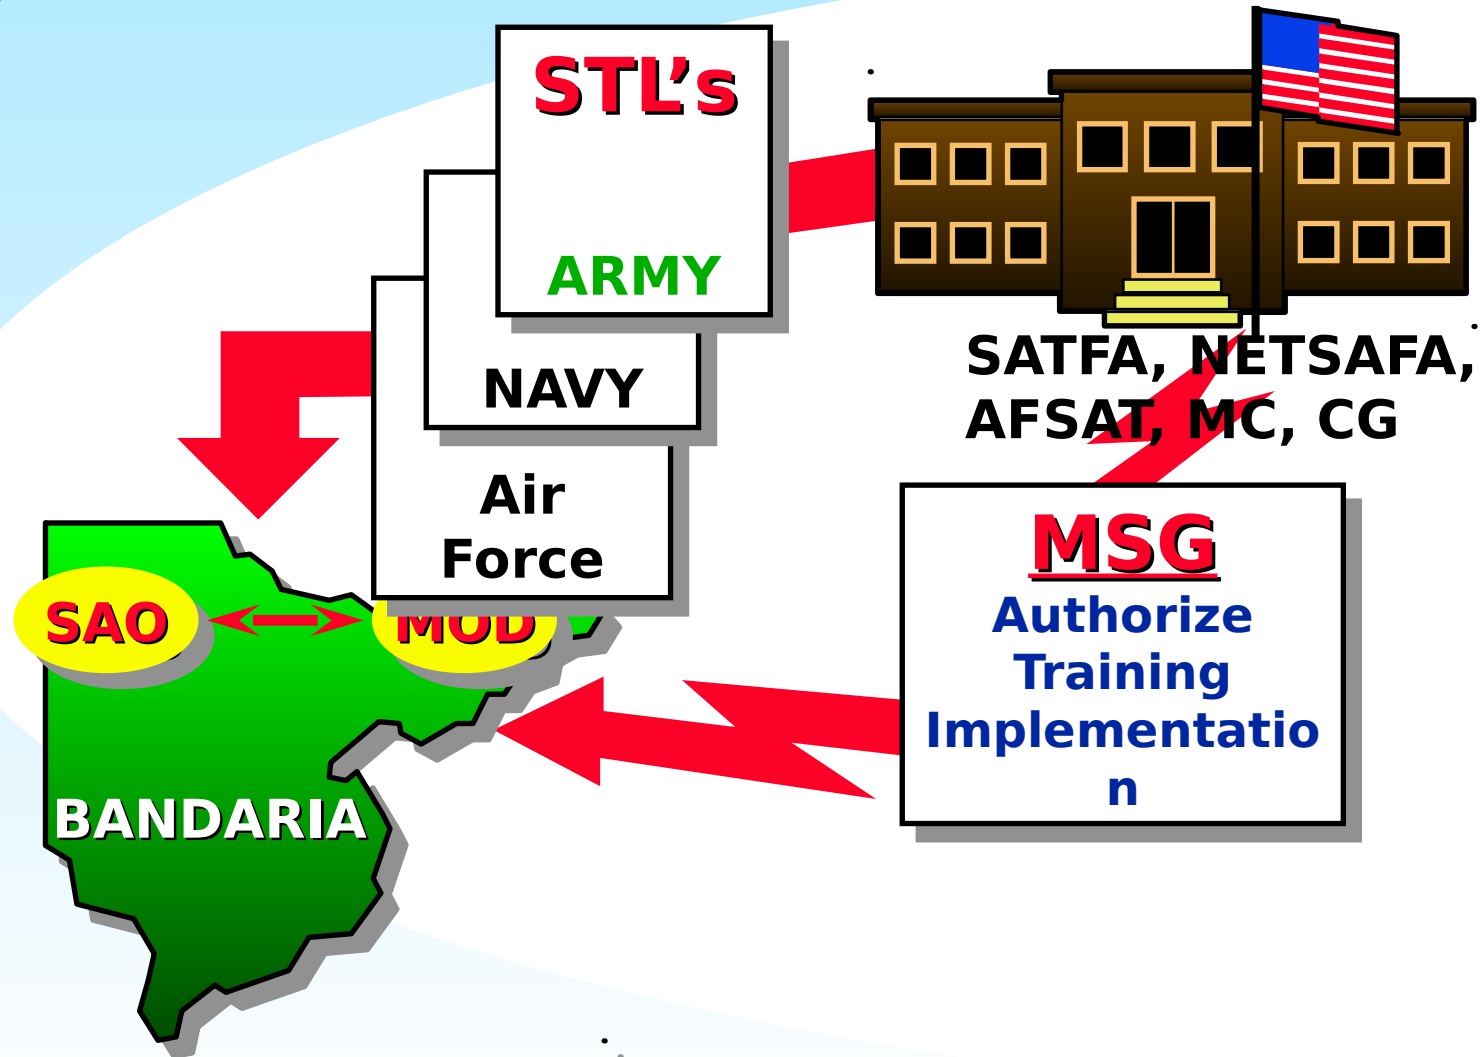 STL’s
ARMY
NAVY
Air
Force
SATFA, NETSAFA,
AFSAT, MC, CG
MSG
Authorize
Training
Implementatio
n
SAO
MOD
BANDARIA